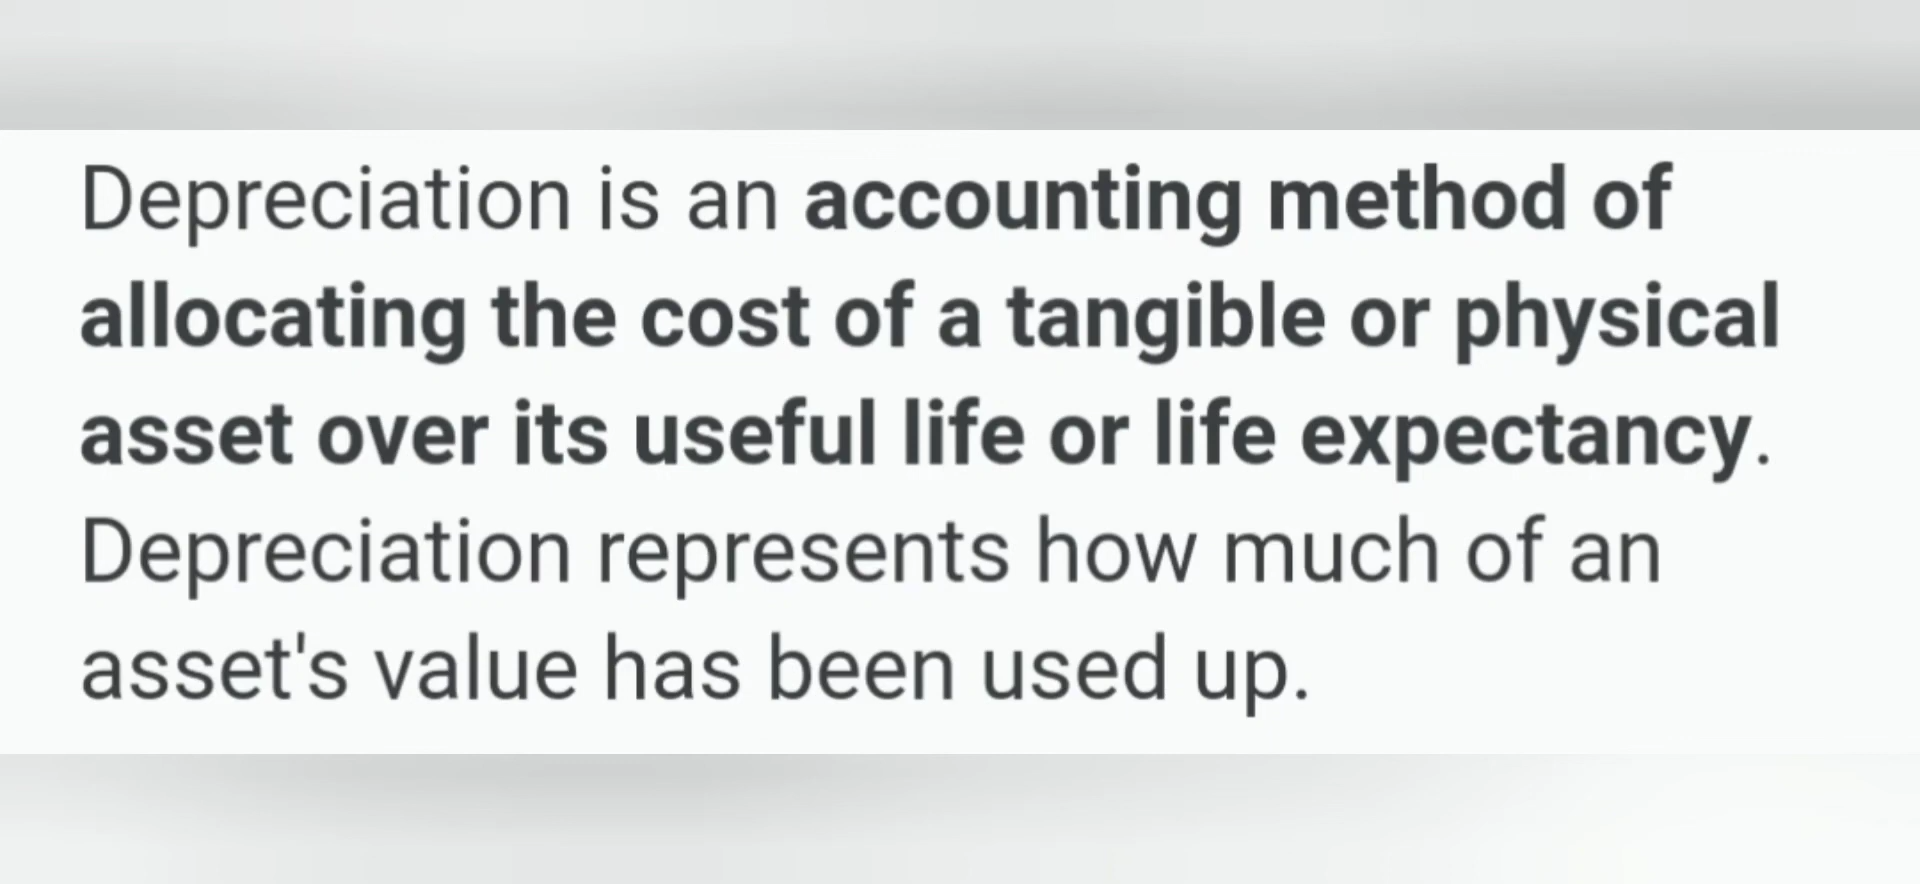 Depreciation is an accounting method of
allocating the cost of a tangible or physical
asset over its useful life or life expectancy.
Depreciation represents how much of an
asset's value has been used up.